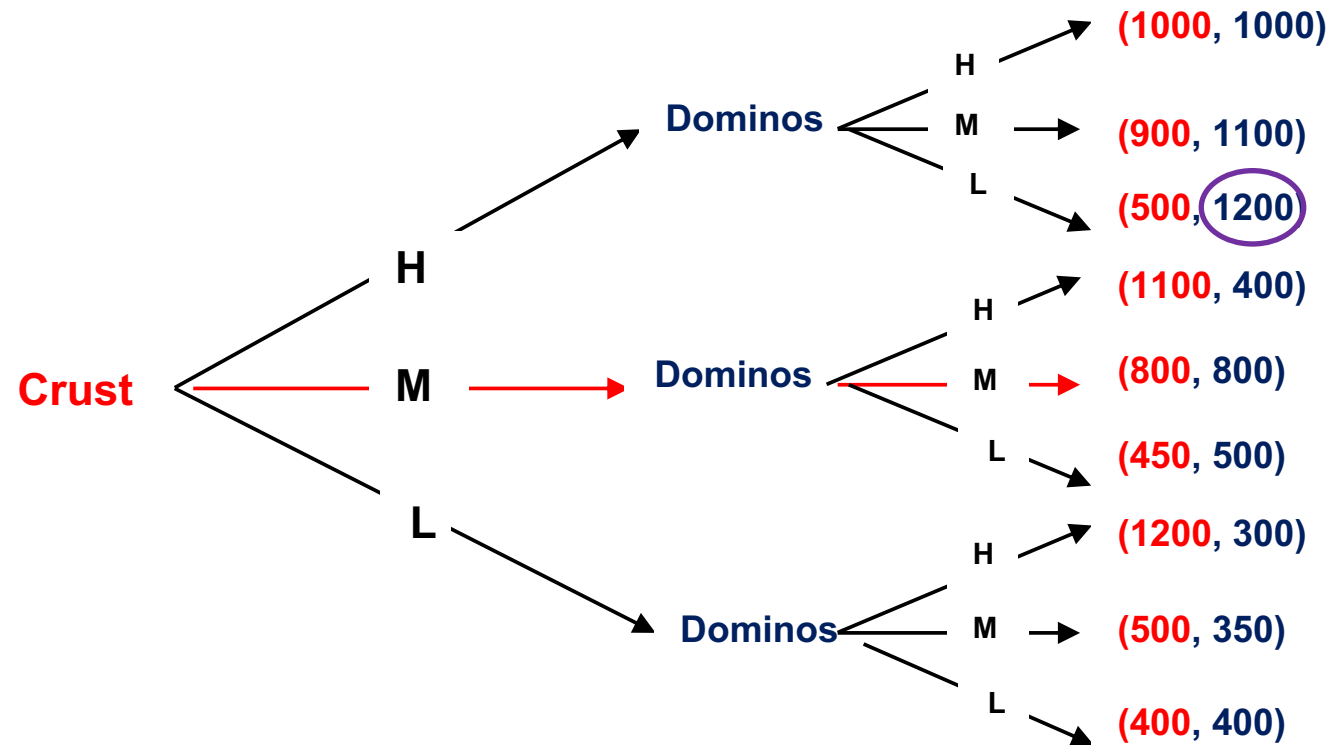 (1000, 1000)
H
Dominos
M
(900, 1100)
L
(500, 1200)
H
(1100, 400)
H
Crust
M
Dominos
M
(800, 800)
L
(450, 500)
L
H
(1200, 300)
Dominos
M
(500, 350)
L
(400, 400)